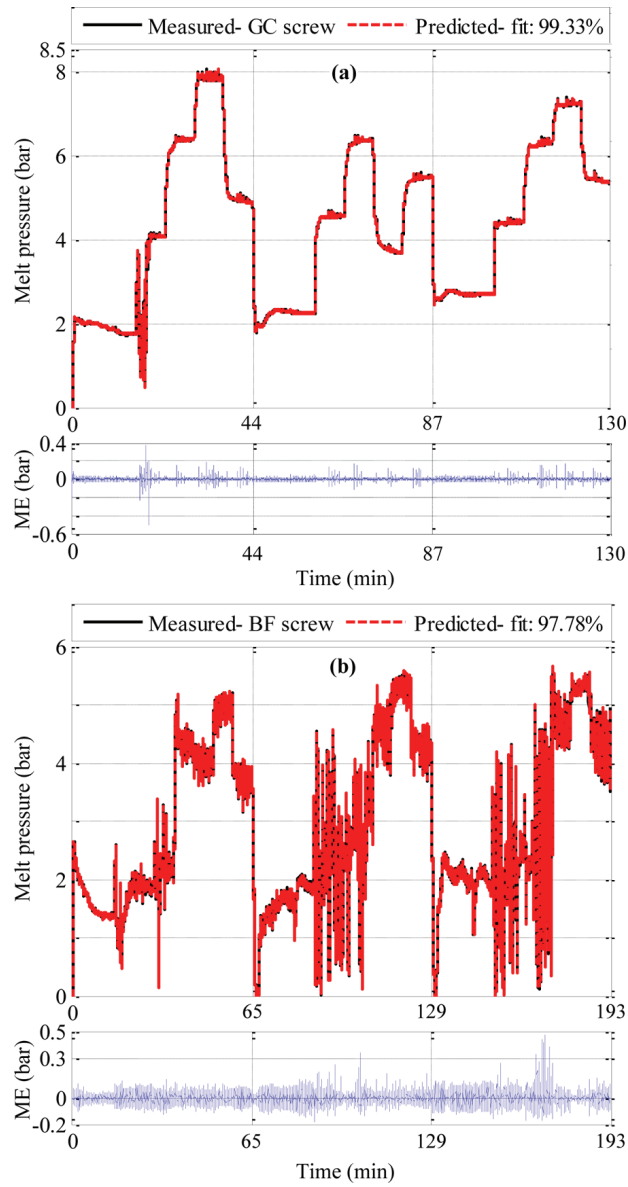 Measured- GC screw Predicted- fit: 99.33%
(a)
8.5
8
6
4
2
0
Melt pressure (bar)
0 44 87 130
0.4
0
-0.6
ME (bar)
0 44 87 130
Time (min)
Measured- BF screw Predicted- fit: 97.78%
(b)
6
4
2
0
Melt pressure (bar)
0 65 129 193
0.5
0.3
0
-0.2
ME (bar)
0 65 129 193
Time (min)